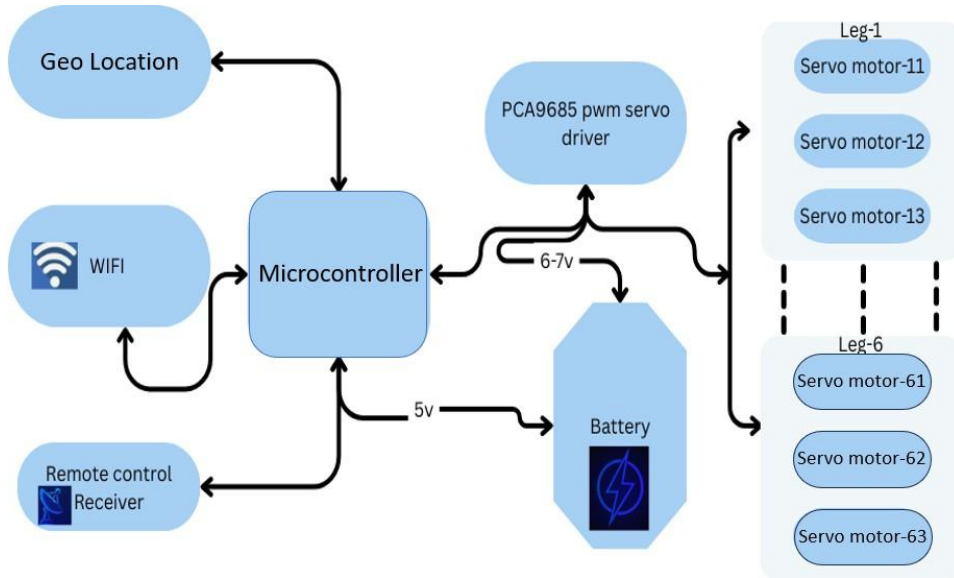 Geo Location
WIFI
Microcontroller
Remote control
Receiver
PCA9685 pwm servo
driver
6-7v
5v
Battery
Leg-1
Servo motor-11
Servo motor-12
Servo motor-13
Leg-6
Servo motor-61
Servo motor-62
Servo motor-63